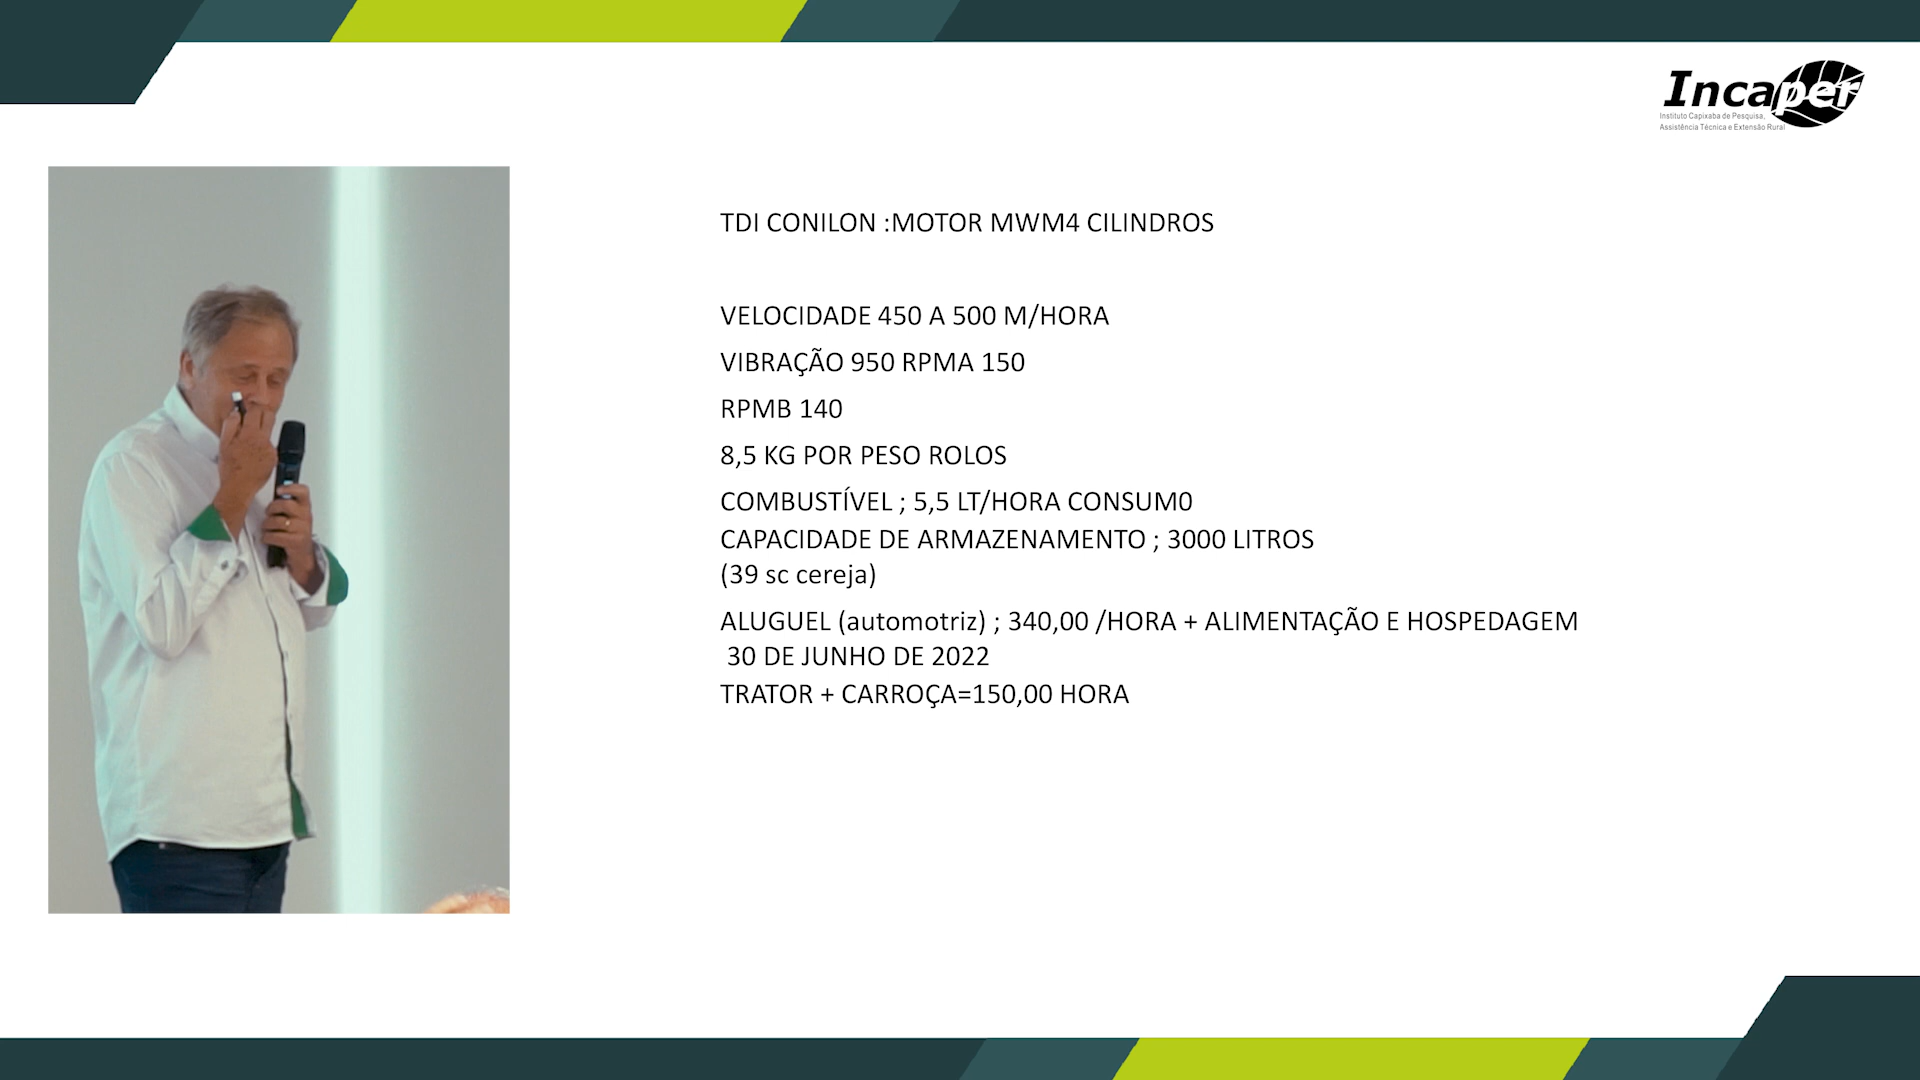 Incaper
Instituto Capixaba de Pesquisa,
Assistência Técnica e Extensão Rural
TDI CONILON :MOTOR MWM4 CILINDROS
VELOCIDADE 450 A 500 M/HORA
VIBRAÇÃO 950 RPMA 150
RPMB 140
8,5 KG POR PESO ROLOS
COMBUSTÍVEL ; 5,5 LT/HORA CONSUM0
CAPACIDADE DE ARMAZENAMENTO ; 3000 LITROS
(39 sc cereja)
ALUGUEL (automotriz) ; 340,00 /HORA + ALIMENTAÇÃO E HOSPEDAGEM
30 DE JUNHO DE 2022
TRATOR + CARROÇA=150,00 HORA